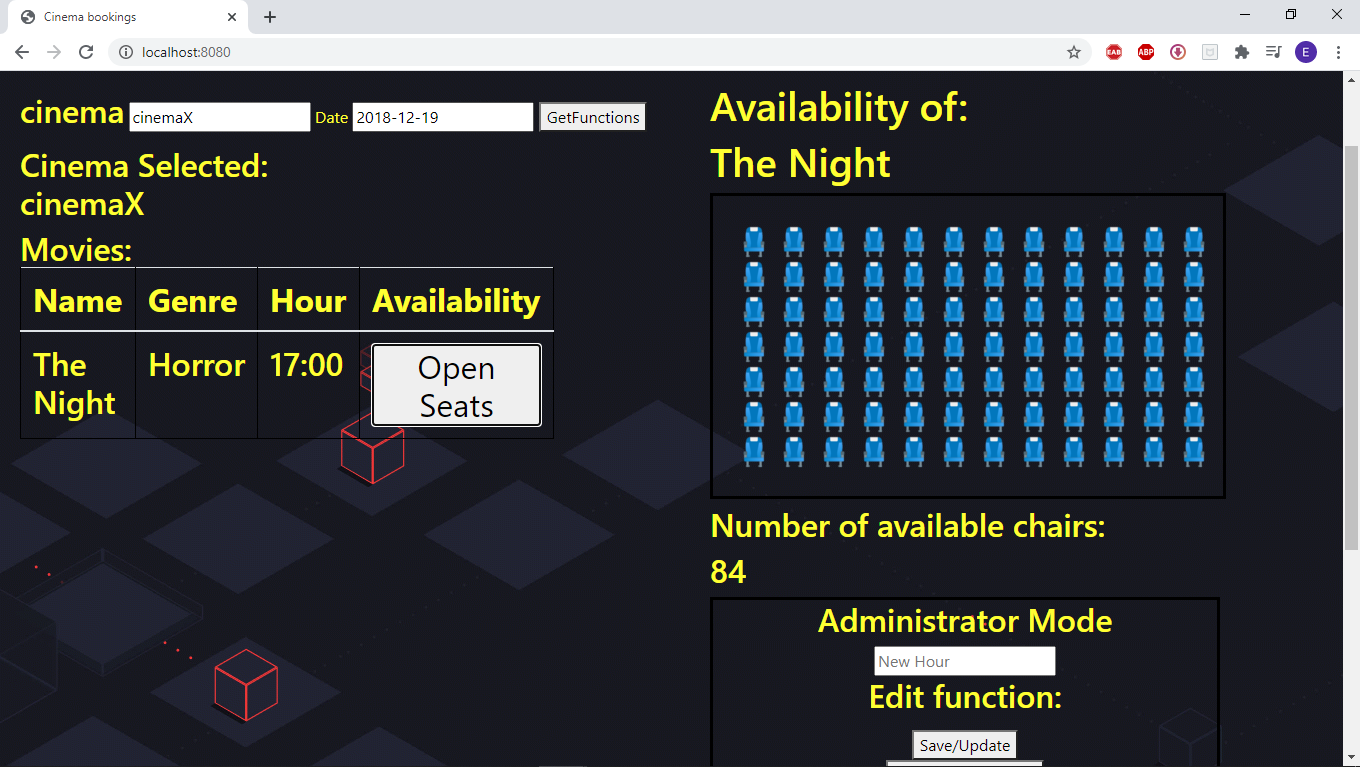 Cinema bookings
localhost:8080
EAB ABP E
cinema cinemaX Date 2018-12-19 GetFunctions
Cinema Selected:
cinemaX
Movies:
Name Genre Hour Availability
The Night Horror 17:00 Open Seats
Availability of:
The Night
Number of available chairs:
84
Administrator Mode
New Hour
Edit function:
Save/Update